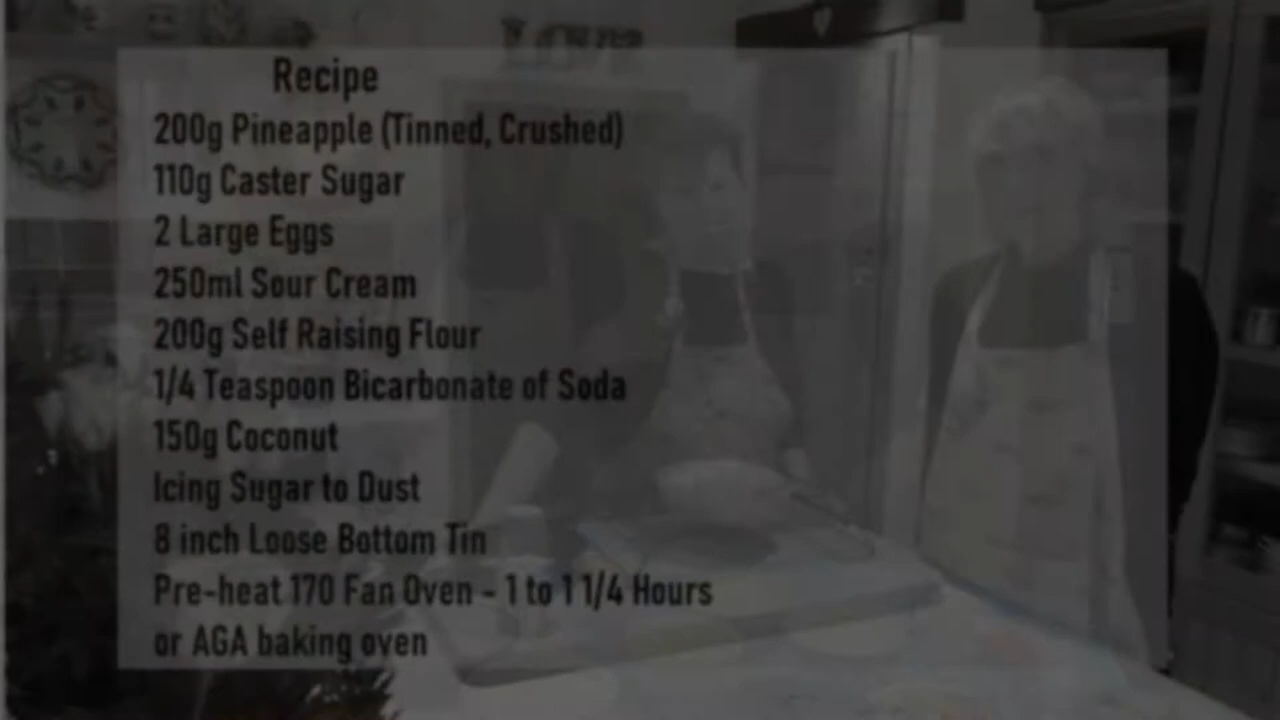 LOVE
Recipe
200g Pineapple (Tinned, Crushed)
110g Caster Sugar
2 Large Eggs
250ml Sour Cream
200g Self Raising Flour
1/4 Teaspoon Bicarbonate of Soda
150g Coconut
Icing Sugar to Dust
8 inch Loose Bottom Tin
Pre-heat 170 Fan Oven - 1 to 1 1/4 Hours
or AGA baking oven